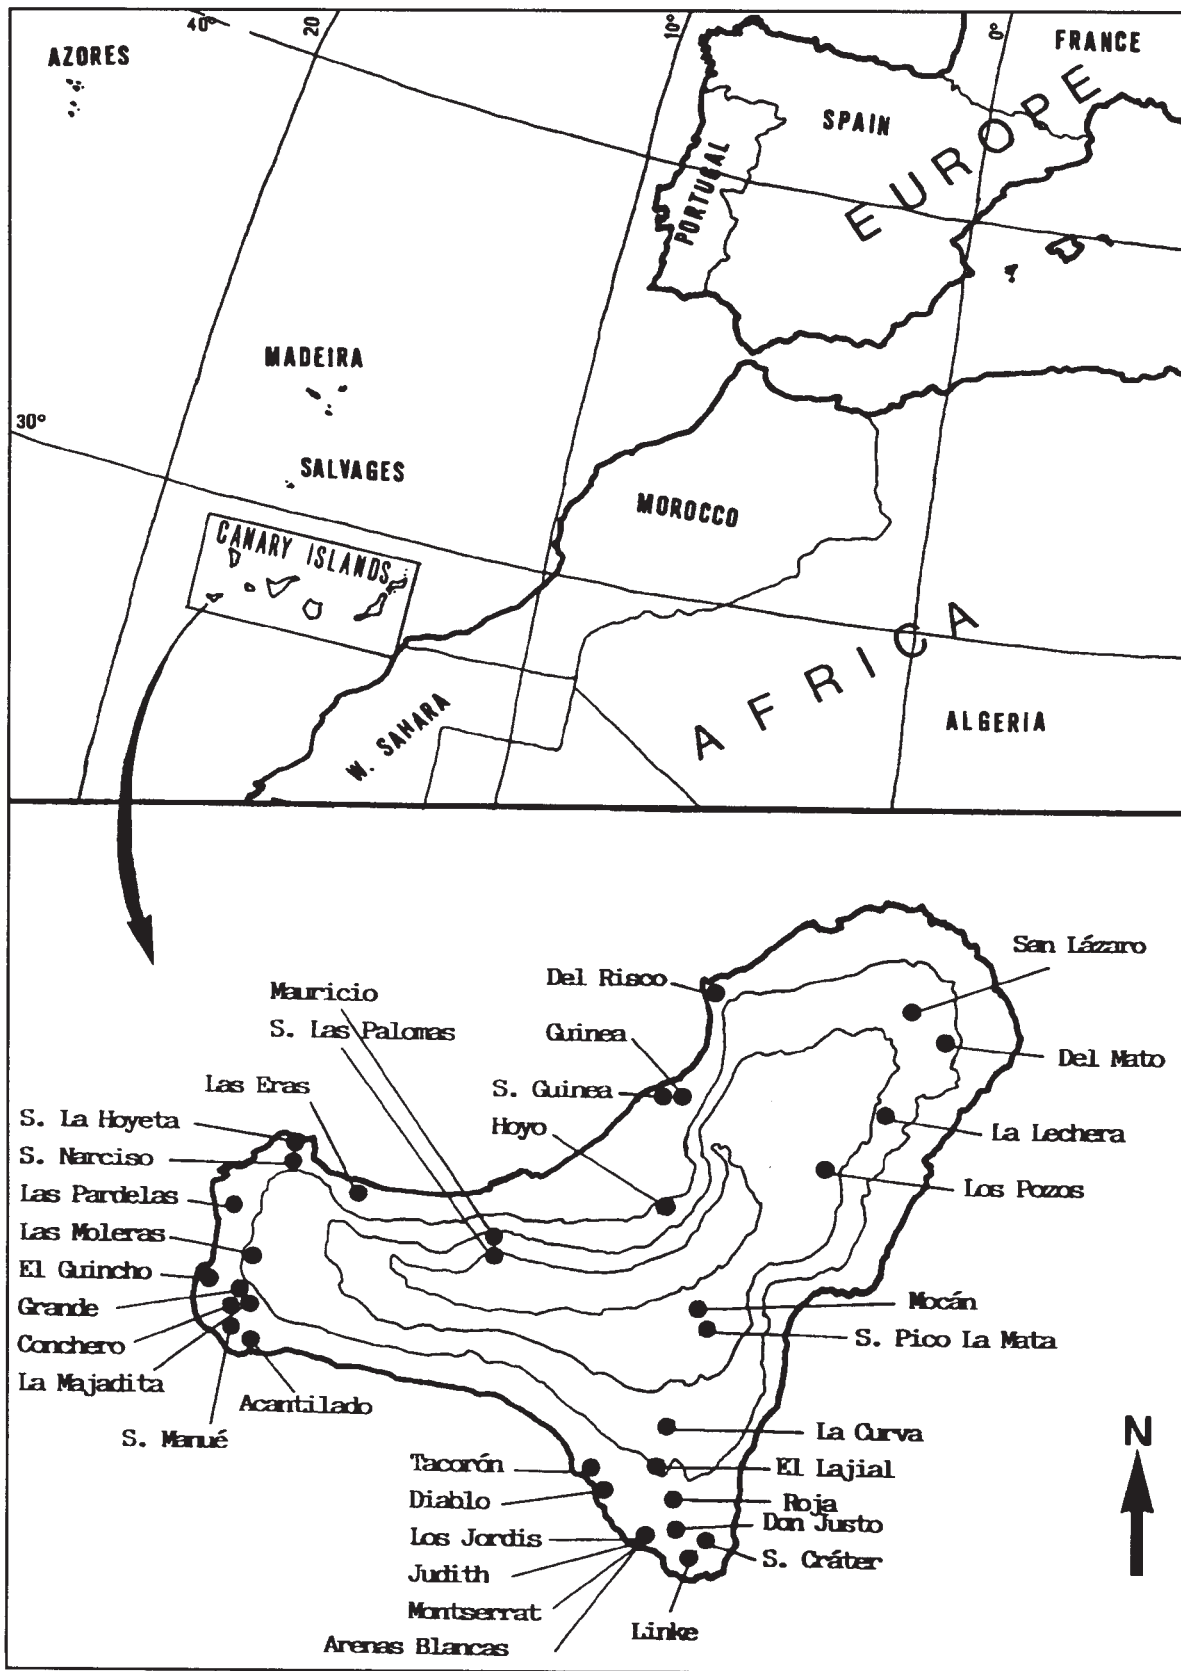 40°
20
10°
0°
AZORES
FRANCE
SPAIN
EUROPE
PORTUGAL
MADEIRA
30°
SALVAGES
MOROCCO
CANARY ISLANDS
AFRICA
W. SAHARA
ALGERIA
San Lázaro
Del Risco
Mauricio
S. Las Palomas
Guinea
Del Mato
Las Eras
S. Guinea
S. La Hoyeta
Hoyo
La Lechera
S. Narciso
Las Pardelas
Los Pozos
Las Moleras
El Guincho
Grande
Mocán
Conchero
S. Pico La Mata
La Majadita
Acantilado
S. Manué
La Curva
N
Tacorón
El Lajial
Diablo
Roja
Los Jordis
Don Justo
Judith
S. Cráter
Montserrat
Linke
Arenas Blancas